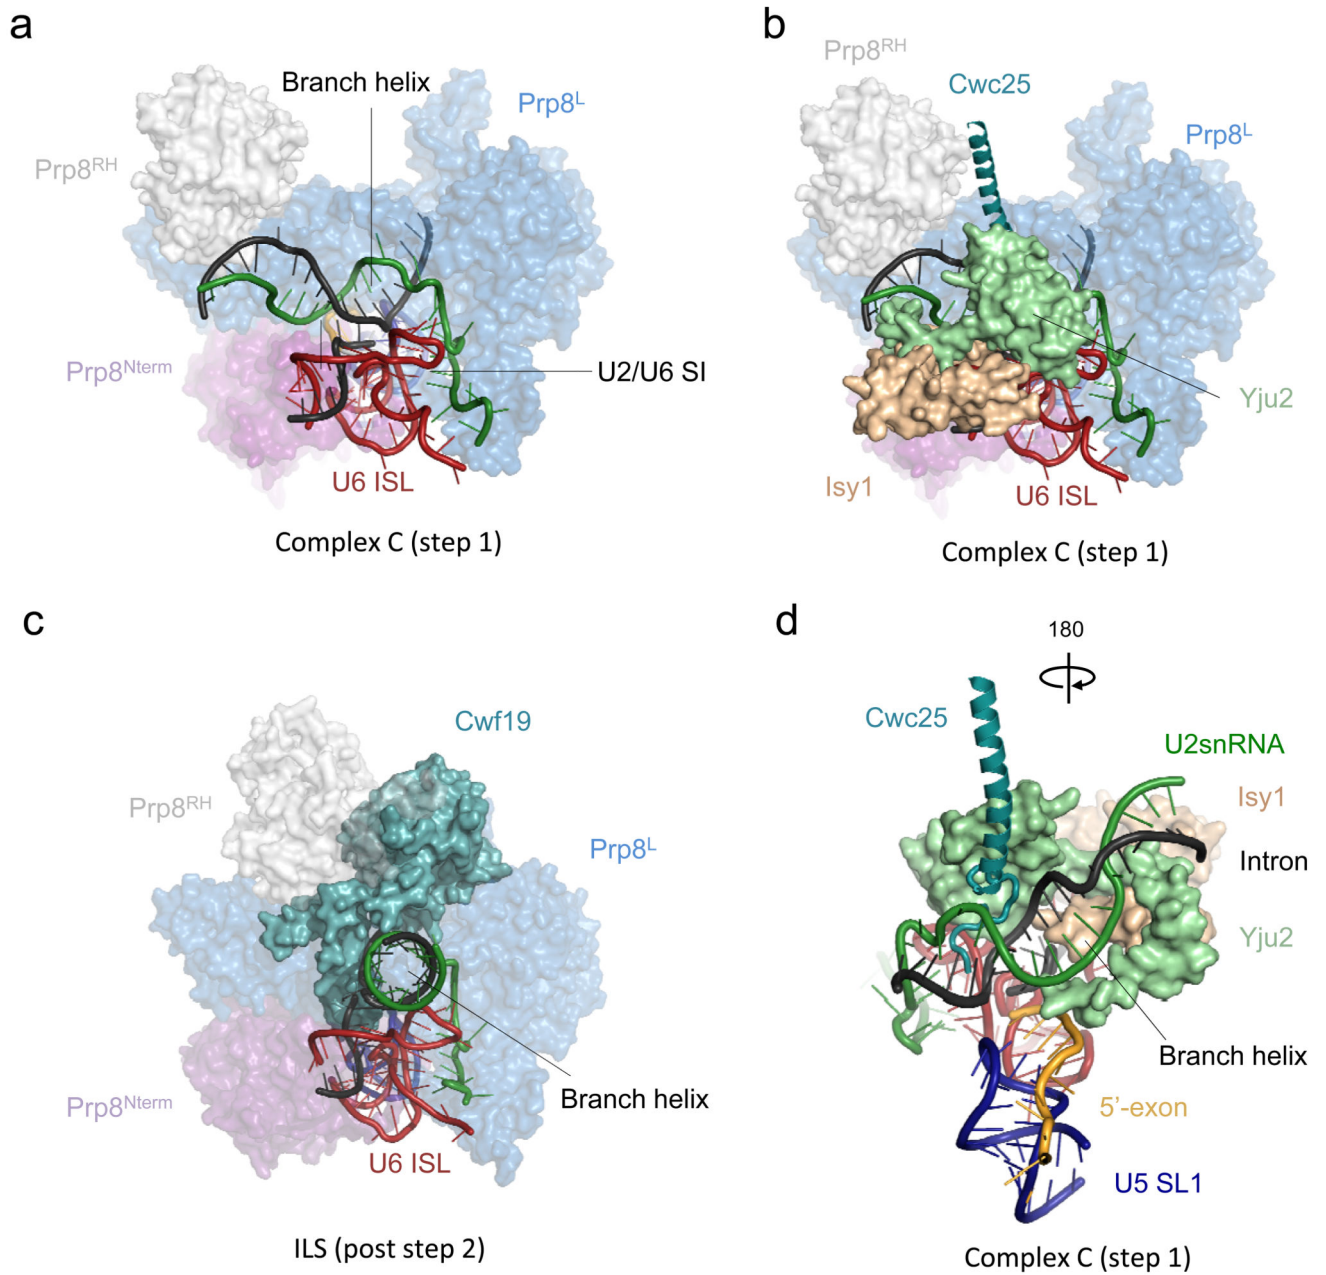 a
Branch helix
Prp8L
Prp8RH
Prp8Nterm
U2/U6 SI
U6 ISL
Complex C (step 1)
b
Prp8RH
Cwc25
Prp8L
Yju2
Isy1
U6 ISL
Complex C (step 1)
c
Cwf19
Prp8RH
Prp8L
Prp8Nterm
Branch helix
U6 ISL
ILS (post step 2)
d
180
Cwc25
U2snRNA
Isy1
Intron
Yju2
Branch helix
5'-exon
U5 SL1
Complex C (step 1)